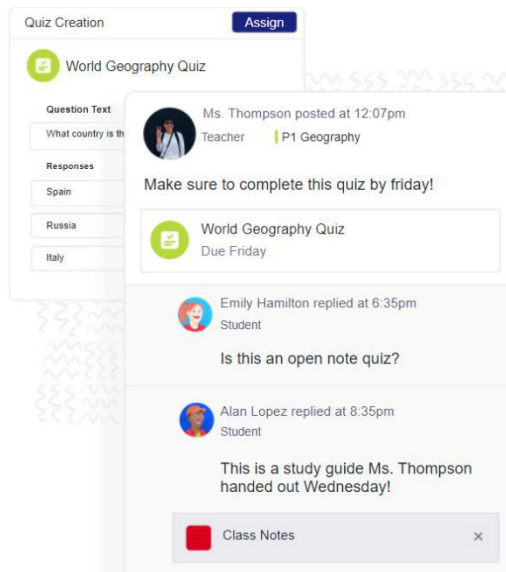 Quiz Creation
Assign
World Geography Quiz
Question Text
What country is th
Responses
Spain
Russia
Italy
Ms. Thompson posted at 12:07pm
Teacher
P1 Geography
Make sure to complete this quiz by friday!
World Geography Quiz
Due Friday
Emily Hamilton replied at 6:35pm
Student
Is this an open note quiz?
Alan Lopez replied at 8:35pm
Student
This is a study guide Ms. Thompson
handed out Wednesday!
Class Notes